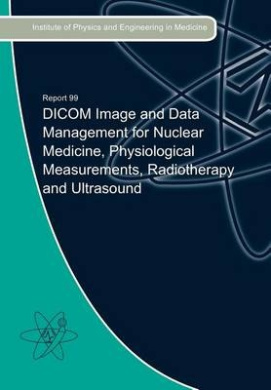 Institute of Physics and Engineering in Medicine
Report 99
DICOM Image and Data
Management for Nuclear
Medicine, Physiological
Measurements, Radiotherapy
and Ultrasound